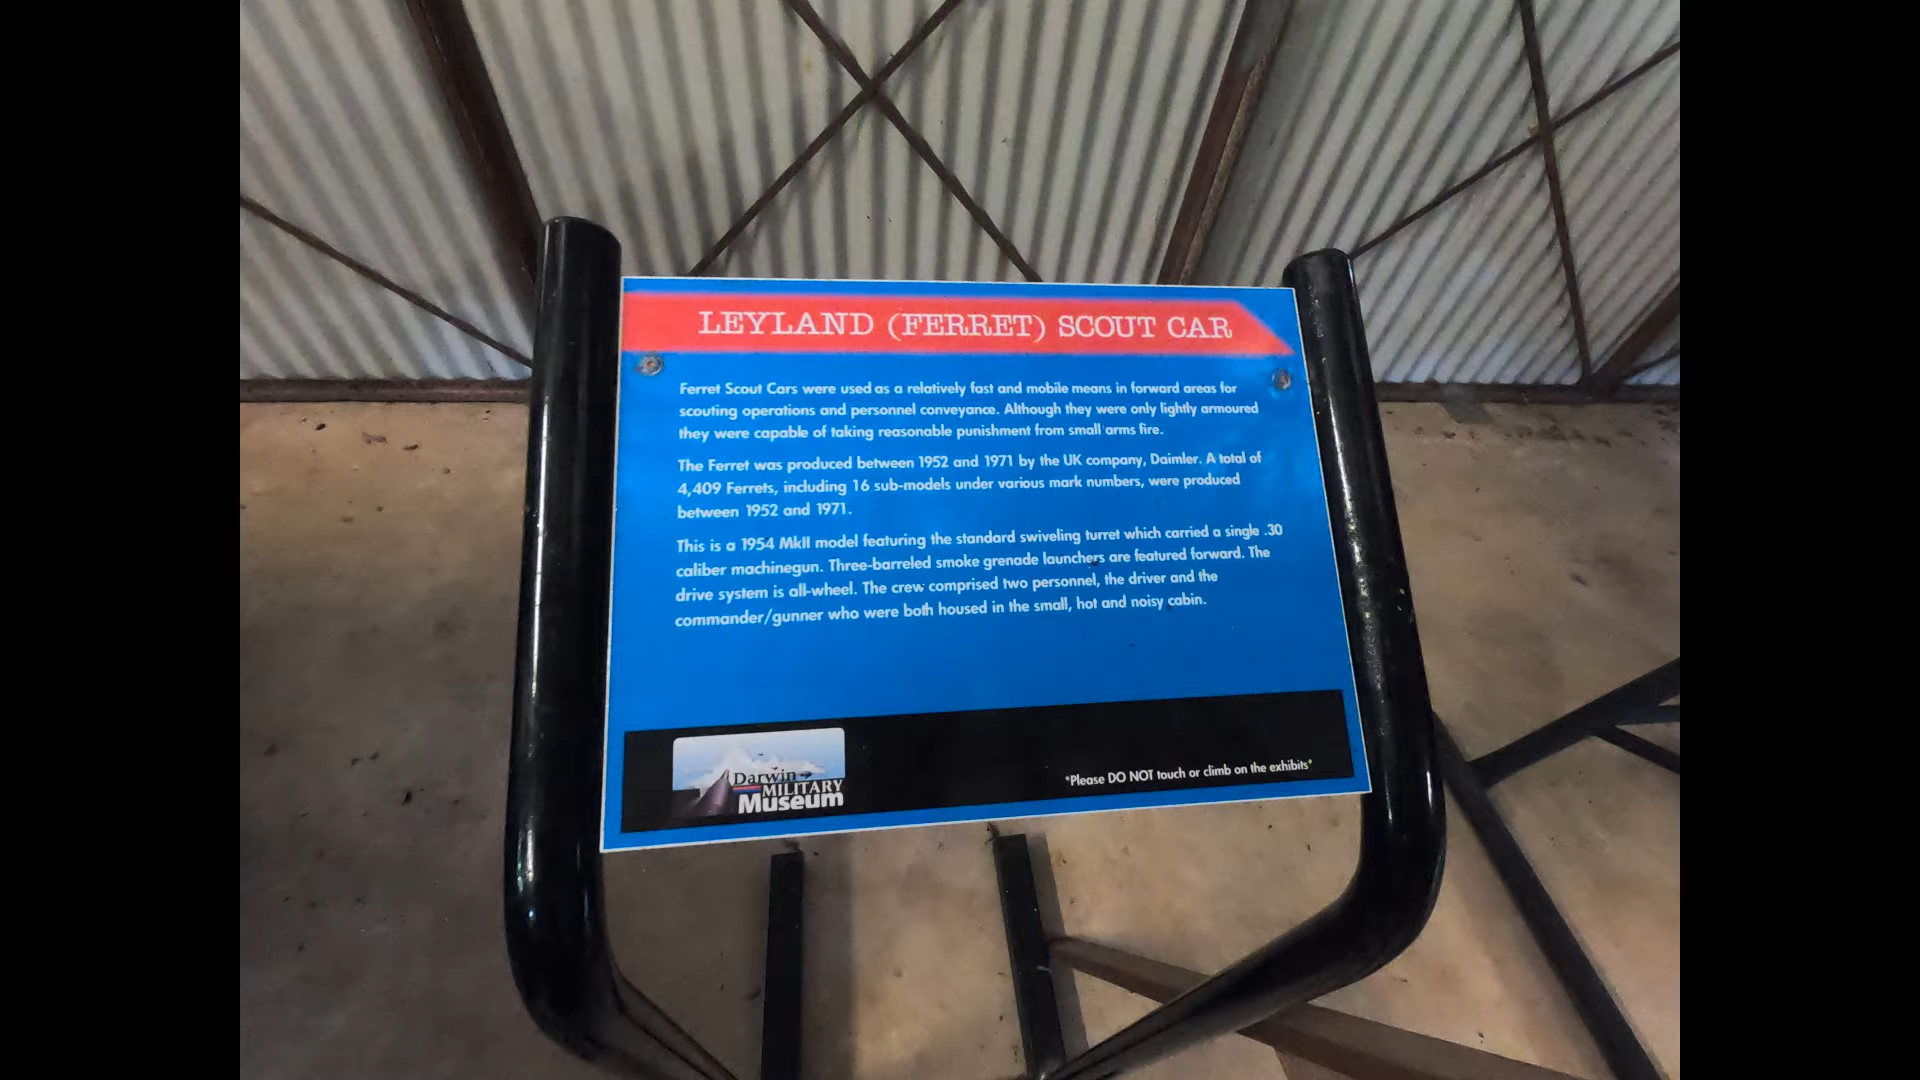 LEYLAND (FERRET) SCOUT CAR
Ferret Scout Cars were used as a relatively fast and mobile means in forward areas for
scouting operations and personnel conveyance. Although they were only lightly armoured
they were capable of taking reasonable punishment from small arms fire.
The Ferret was produced between 1952 and 1971 by the UK company, Daimler. A total of
4,409 Ferrets, including 16 sub-models under various mark numbers, were produced
between 1952 and 1971.
This is a 1954 MkII model featuring the standard swiveling turret which carried a single .30
caliber machinegun. Three-barreled smoke grenade launchers are featured forward. The
drive system is all-wheel. The crew comprised two personnel, the driver and the
commander/gunner who were both housed in the small, hot and noisy cabin.
Darwin
MILITARY
Museum
*Please DO NOT touch or climb on the exhibits*